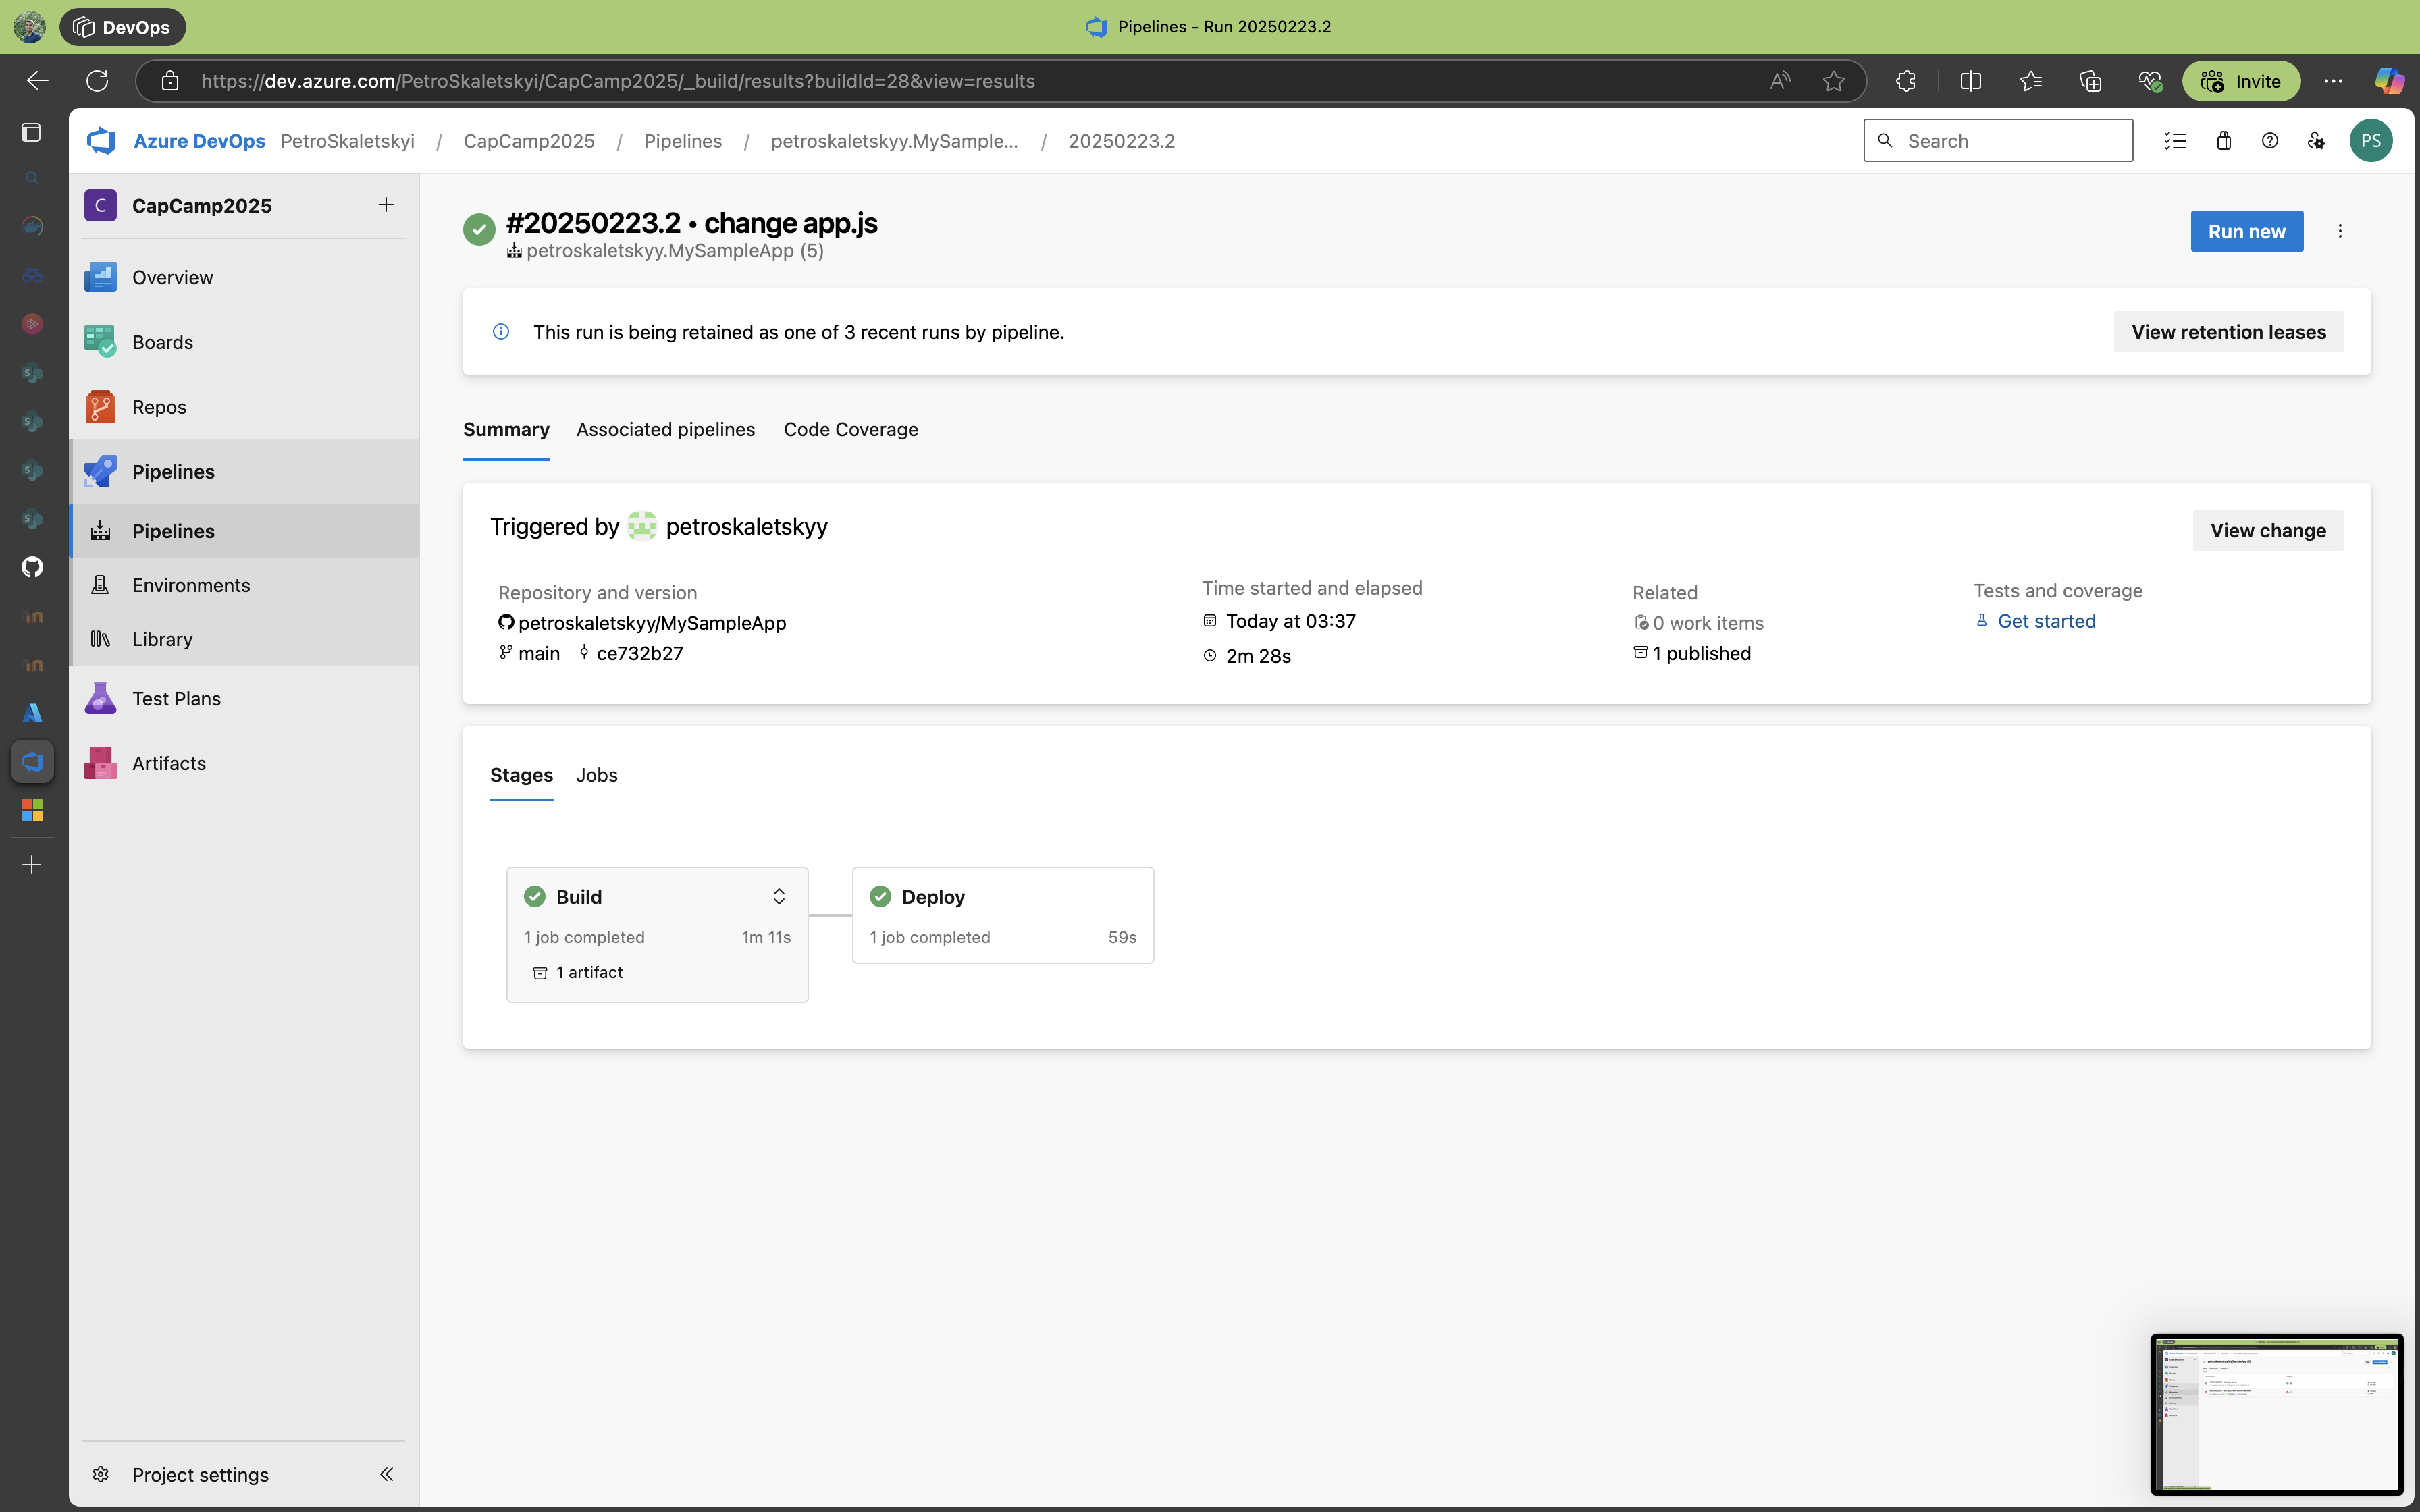 DevOps
Pipelines - Run 20250223.2
https://dev.azure.com/PetroSkaletskyi/CapCamp2025/_build/results?buildId=28&view=results
Invite
Azure DevOps PetroSkaletskyi / CapCamp2025 / Pipelines / petroskaletskyy.MySample... / 20250223.2
Search
PS
C CapCamp2025
Overview
Boards
Repos
Pipelines
Pipelines
Environments
Library
Test Plans
Artifacts
Project settings
#20250223.2 • change app.js
petroskaletskyy.MySampleApp (5)
Run new
This run is being retained as one of 3 recent runs by pipeline.
View retention leases
Summary Associated pipelines Code Coverage
Triggered by petroskaletskyy
View change
Repository and version
petroskaletskyy/MySampleApp
main ce732b27
Time started and elapsed
Today at 03:37
2m 28s
Related
0 work items
1 published
Tests and coverage
Get started
Stages Jobs
Build
1 job completed 1m 11s
1 artifact
Deploy
1 job completed 59s